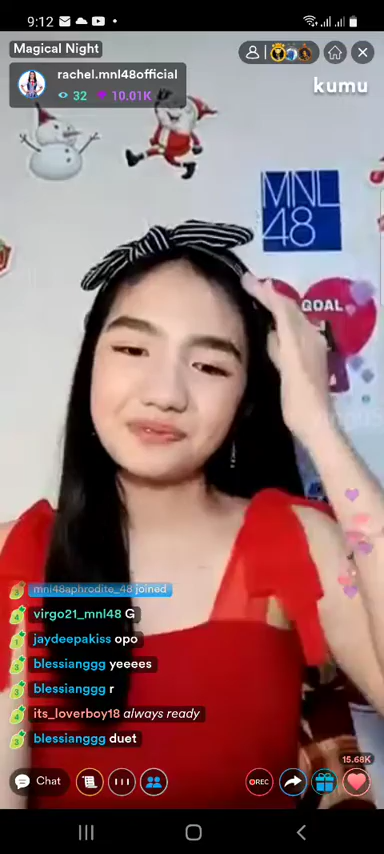 9:12
Magical Night
rachel.mnl48official
32 10.01K
kumu
MNL
48
GOAL
mnl48aphrodite_48 joined
virgo21_mnl48 G
jaydeepakiss opo
blessianggg yeeees
blessianggg r
its_loverboy18 always ready
blessianggg duet
15.68K
Chat
REC